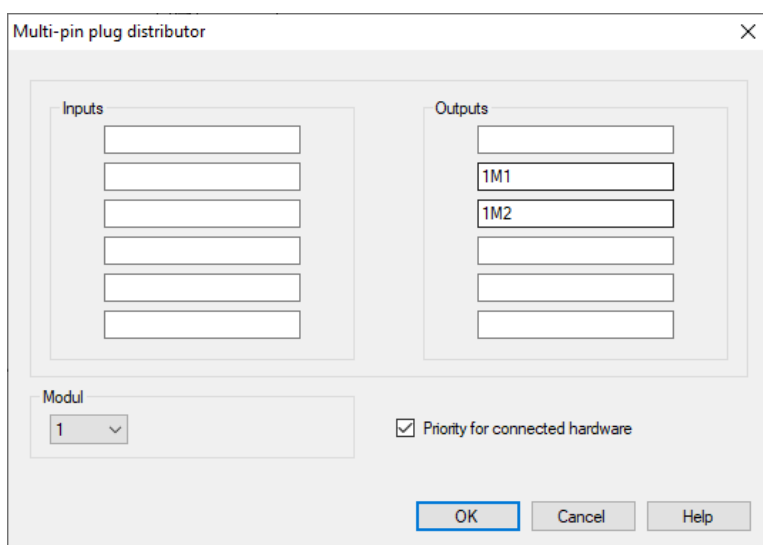 Multi-pin plug distributor
Inputs
Outputs
1M1
1M2
Modul
1
Priority for connected hardware
OK
Cancel
Help